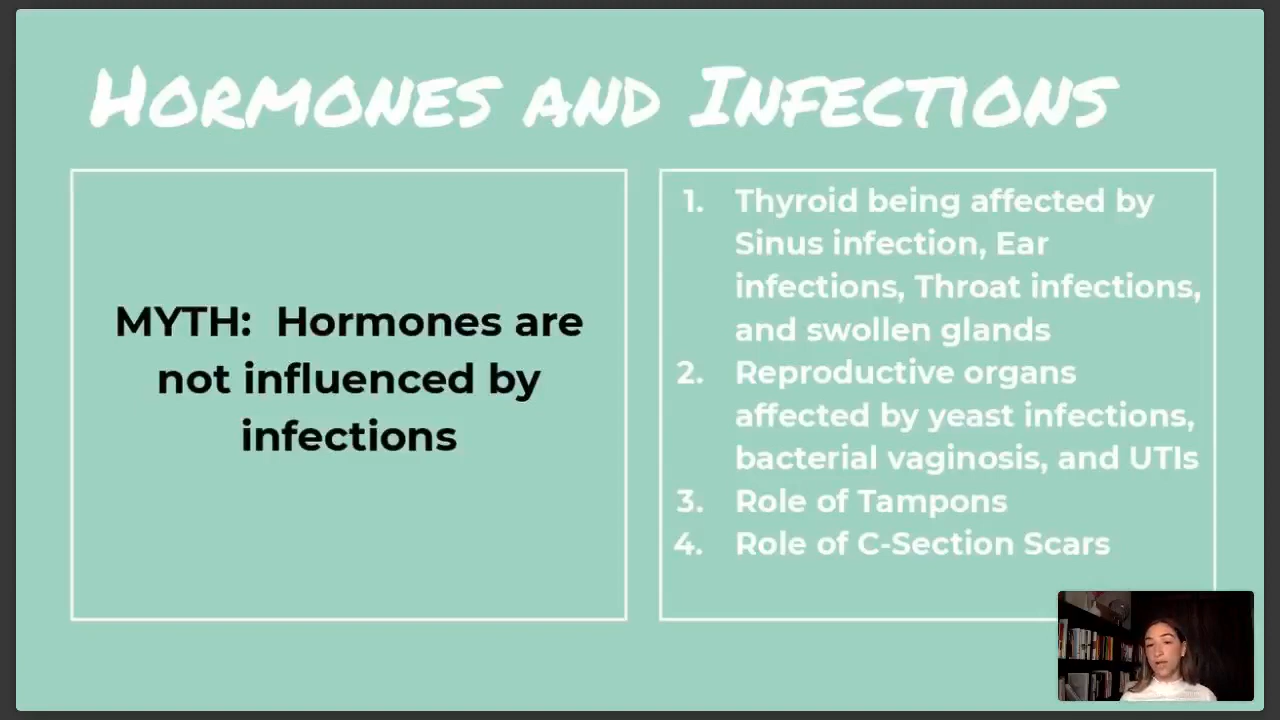 Hormones and Infections
MYTH: Hormones are
not influenced by
infections
1. Thyroid being affected by
Sinus infection, Ear
infections, Throat infections,
and swollen glands
2. Reproductive organs
affected by yeast infections,
bacterial vaginosis, and UTIs
3. Role of Tampons
4. Role of C-Section Scars